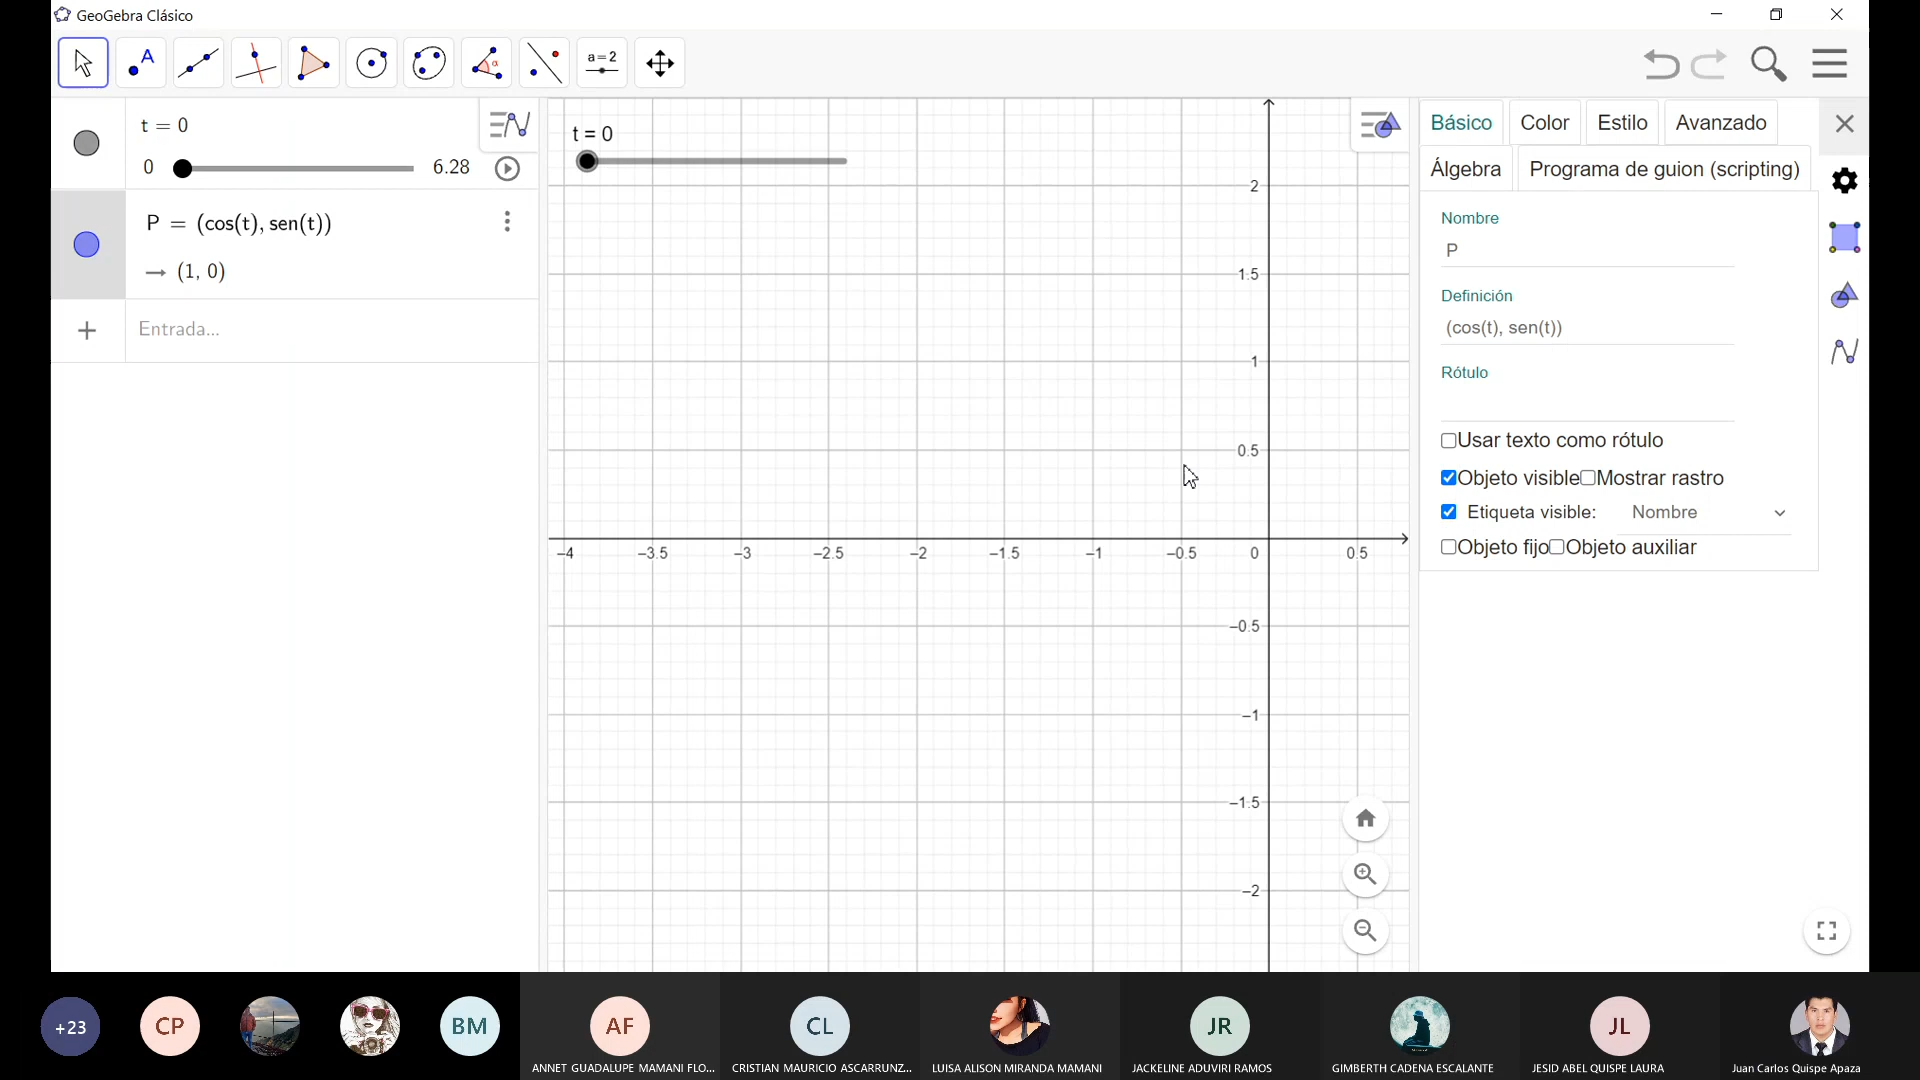 GeoGebra Clásico
A
α
a=2
t = 0
0
6.28
P = (cos(t), sen(t))
→ (1, 0)
Entrada...
t = 0
2
1.5
1
0.5
−4
−3.5
−3
−2.5
−2
−1.5
−1
−0.5
0
0.5
−0.5
−1
−1.5
−2
Básico
Color
Estilo
Avanzado
Álgebra
Programa de guion (scripting)
Nombre
P
Definición
(cos(t), sen(t))
Rótulo
Usar texto como rótulo
Objeto visible Mostrar rastro
Etiqueta visible: Nombre
Objeto fijo Objeto auxiliar
+23
CP
BM
AF
CL
JR
JL
ANNET GUADALUPE MAMANI FLO...
CRISTIAN MAURICIO ASCARRUNZ...
LUISA ALISON MIRANDA MAMANI
JACKELINE ADUVIRI RAMOS
GIMBERTH CADENA ESCALANTE
JESID ABEL QUISPE LAURA
Juan Carlos Quispe Apaza